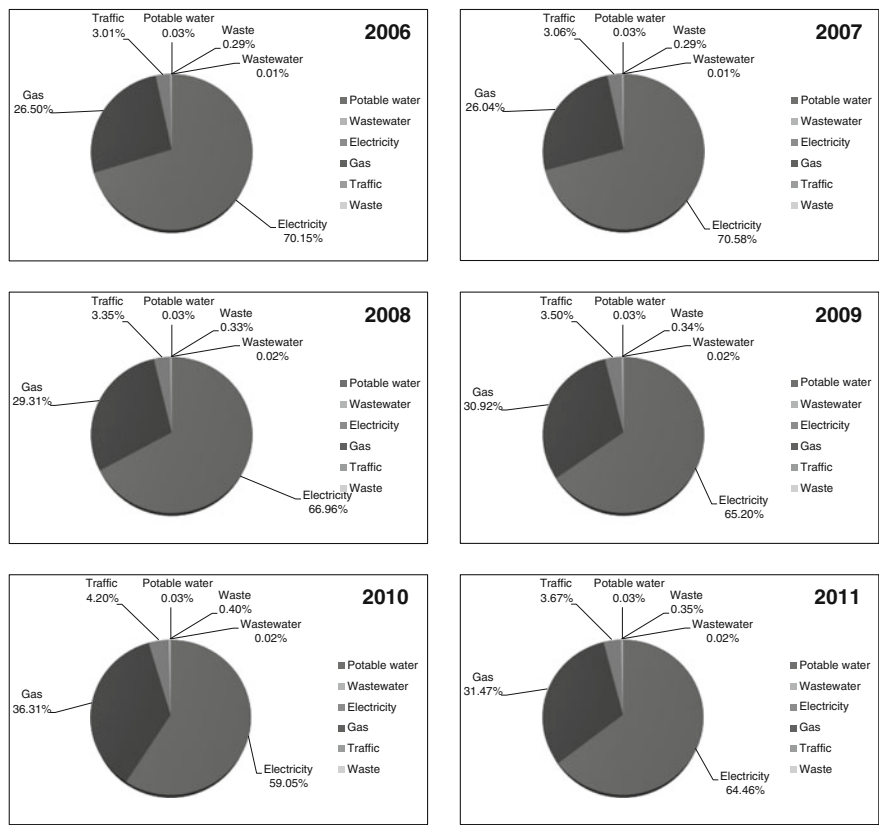 2006
Traffic
3.01%
Potable water
0.03%
Waste
0.29%
Wastewater
0.01%
Gas
26.50%
Electricity
70.15%
Potable water
Wastewater
Electricity
Gas
Traffic
Waste
2007
Traffic
3.06%
Potable water
0.03%
Waste
0.29%
Wastewater
0.01%
Gas
26.04%
Electricity
70.58%
Potable water
Wastewater
Electricity
Gas
Traffic
Waste
2008
Traffic
3.35%
Potable water
0.03%
Waste
0.33%
Wastewater
0.02%
Gas
29.31%
Electricity
66.96%
Potable water
Wastewater
Electricity
Gas
Traffic
Waste
2009
Traffic
3.50%
Potable water
0.03%
Waste
0.34%
Wastewater
0.02%
Gas
30.92%
Electricity
65.20%
Potable water
Wastewater
Electricity
Gas
Traffic
Waste
2010
Traffic
4.20%
Potable water
0.03%
Waste
0.40%
Wastewater
0.02%
Gas
36.31%
Electricity
59.05%
Potable water
Wastewater
Electricity
Gas
Traffic
Waste
2011
Traffic
3.67%
Potable water
0.03%
Waste
0.35%
Wastewater
0.02%
Gas
31.47%
Electricity
64.46%
Potable water
Wastewater
Electricity
Gas
Traffic
Waste